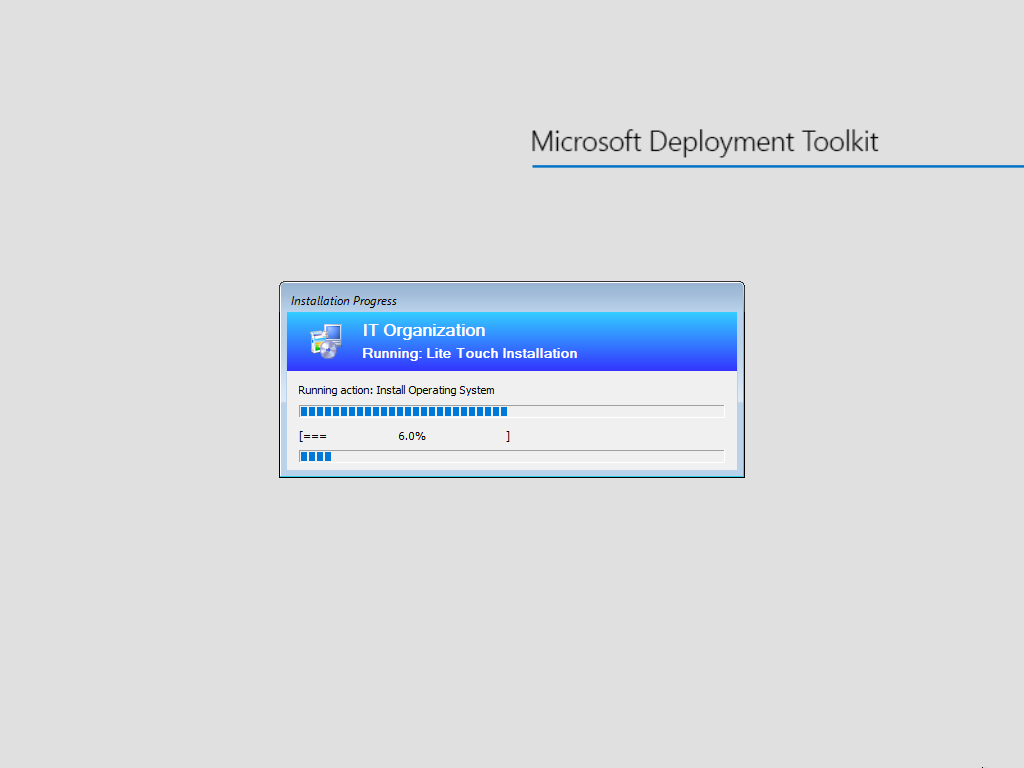 Microsoft Deployment Toolkit
Installation Progress
IT Organization
Running: Lite Touch Installation
Running action: Install Operating System
[=== 6.0% ]